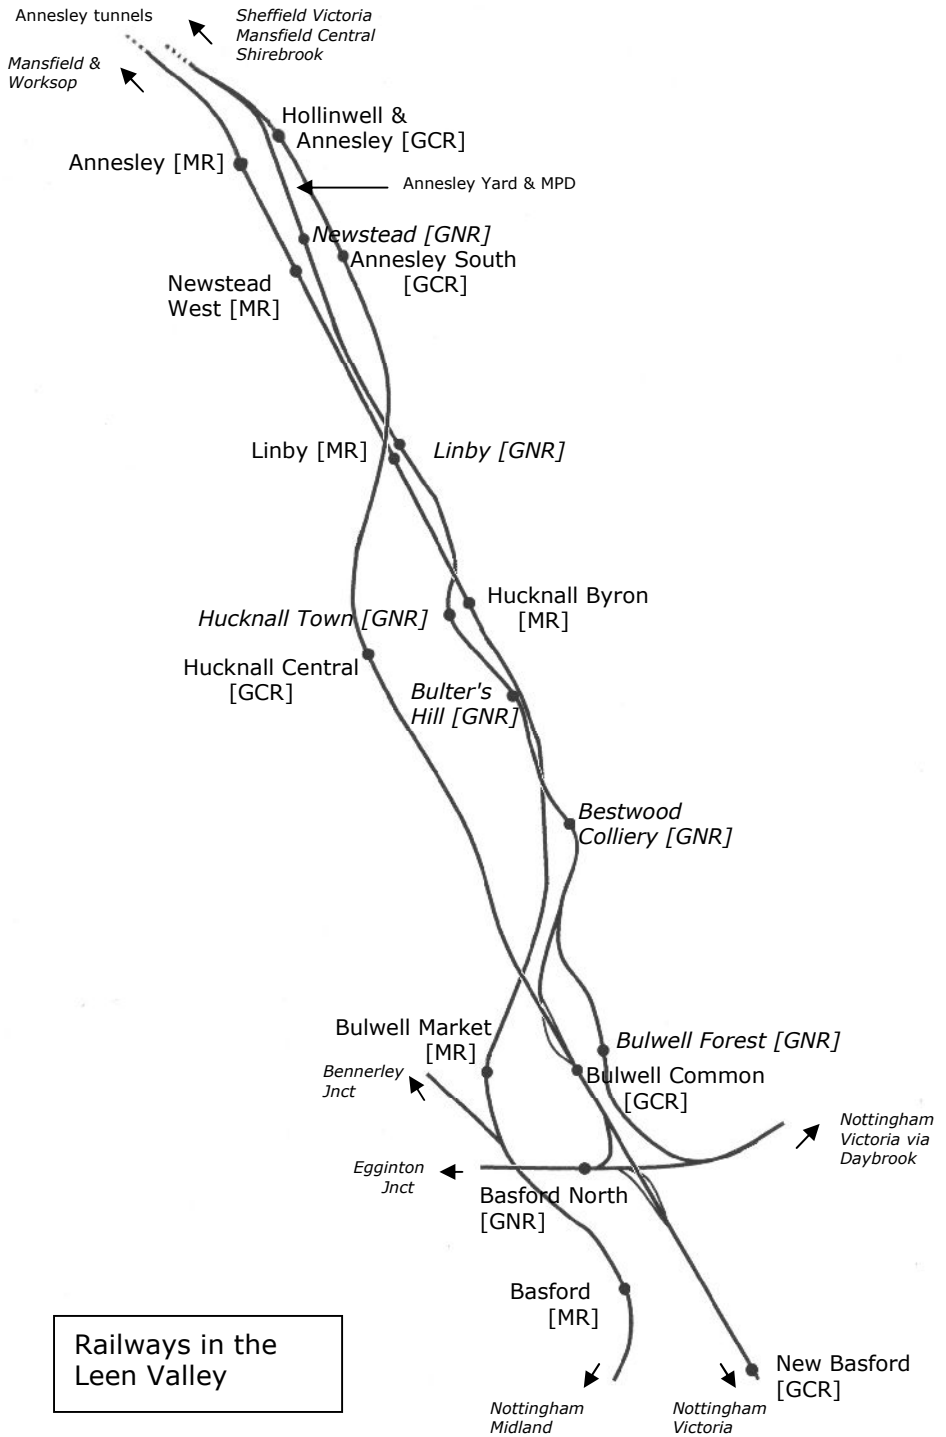 Annesley tunnels
Sheffield Victoria
Mansfield Central
Shirebrook
Mansfield &
Worksop
Hollinwell &
Annesley [GCR]
Annesley [MR]
Annesley Yard & MPD
Newstead [GNR]
Annesley South
[GCR]
Newstead
West [MR]
Linby [MR]
Linby [GNR]
Hucknall Byron
[MR]
Hucknall Town [GNR]
Hucknall Central
[GCR]
Bulter's
Hill [GNR]
Bestwood
Colliery [GNR]
Bulwell Market
[MR]
Bulwell Forest [GNR]
Bennerley
Jnct
Bulwell Common
[GCR]
Nottingham
Victoria via
Daybrook
Egginton
Jnct
Basford North
[GNR]
Basford
[MR]
Railways in the
Leen Valley
New Basford
[GCR]
Nottingham
Midland
Nottingham
Victoria